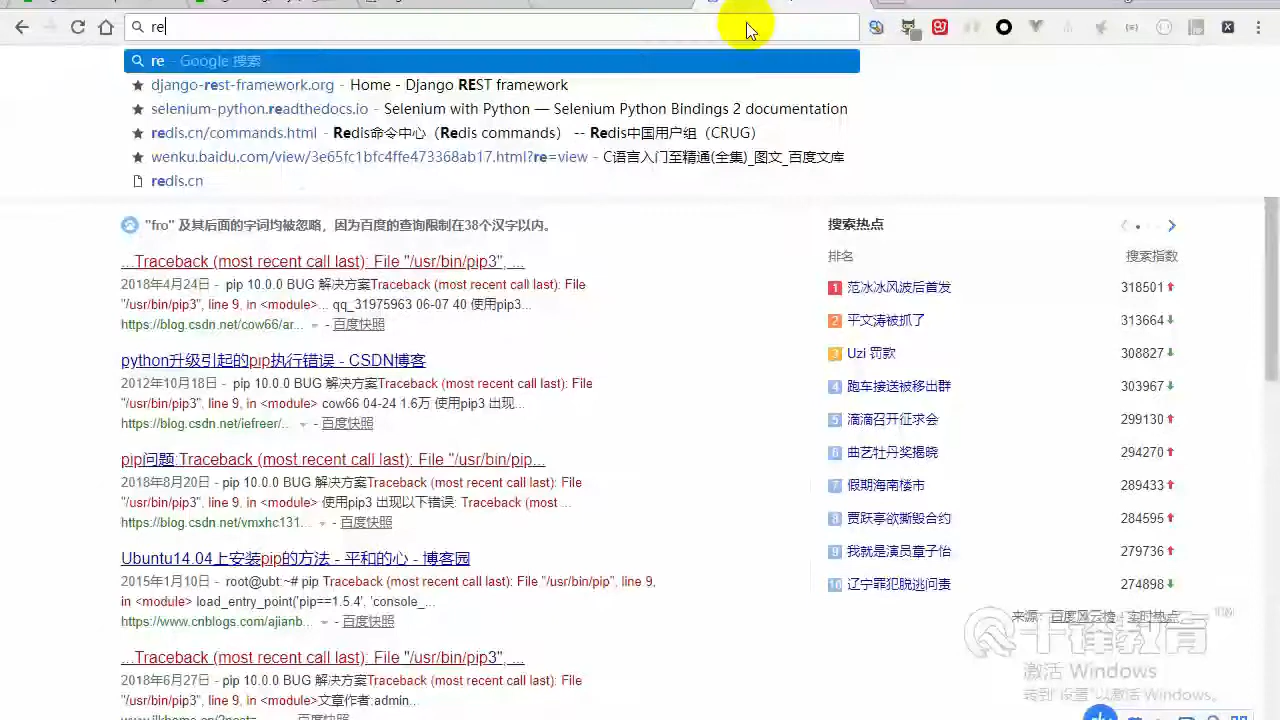 re
re - Google 搜索
django-rest-framework.org - Home - Django REST framework
selenium-python.readthedocs.io - Selenium with Python — Selenium Python Bindings 2 documentation
redis.cn/commands.html - Redis命令中心（Redis commands） -- Redis中国用户组（CRUG）
wenku.baidu.com/view/3e65fc1bfc4ffe473368ab17.html?re=view - C语言入门至精通(全集)_图文_百度文库
redis.cn
"fro" 及其后面的字词均被忽略，因为百度的查询限制在38个汉字以内。
...Traceback (most recent call last): File "/usr/bin/pip3", ...
2018年4月24日 - pip 10.0.0 BUG 解决方案Traceback (most recent call last): File
"/usr/bin/pip3", line 9, in <module>... qq_31975963 06-07 40 使用pip3...
https://blog.csdn.net/cow66/ar... - 百度快照
python升级引起的pip执行错误 - CSDN博客
2012年10月18日 - pip 10.0.0 BUG 解决方案Traceback (most recent call last): File
"/usr/bin/pip3", line 9, in <module> cow66 04-24 1.6万 使用pip3 出现...
https://blog.csdn.net/iefreer/... - 百度快照
pip问题:Traceback (most recent call last): File "/usr/bin/pip...
2018年8月20日 - pip 10.0.0 BUG 解决方案Traceback (most recent call last): File
"/usr/bin/pip3", line 9, in <module> 使用pip3 出现以下错误: Traceback (most ...
https://blog.csdn.net/vmxhc131... - 百度快照
Ubuntu14.04上安装pip的方法 - 平和的心 - 博客园
2015年1月10日 - root@ubt:~# pip Traceback (most recent call last): File "/usr/bin/pip", line 9,
in <module> load_entry_point('pip==1.5.4', 'console_...
https://www.cnblogs.com/ajianb... - 百度快照
...Traceback (most recent call last): File "/usr/bin/pip3", ...
2018年6月27日 - pip 10.0.0 BUG 解决方案Traceback (most recent call last): File
"/usr/bin/pip3", line 9, in <module>文章作者:admin...
搜索热点
排名 搜索指数
1 范冰冰风波后首发 318501
2 平文涛被抓了 313664
3 Uzi 罚款 308827
4 跑车接送被移出群 303967
5 滴滴召开征求会 299130
6 曲艺牡丹奖揭晓 294270
7 假期海南楼市 289433
8 贾跃亭欲撕毁合约 284595
9 我就是演员章子怡 279736
10 辽宁罪犯脱逃问责 274898
来源：百度风云榜 - 实时热点
千锋教育 TM
激活 Windows
转到"设置"以激活 Windows。